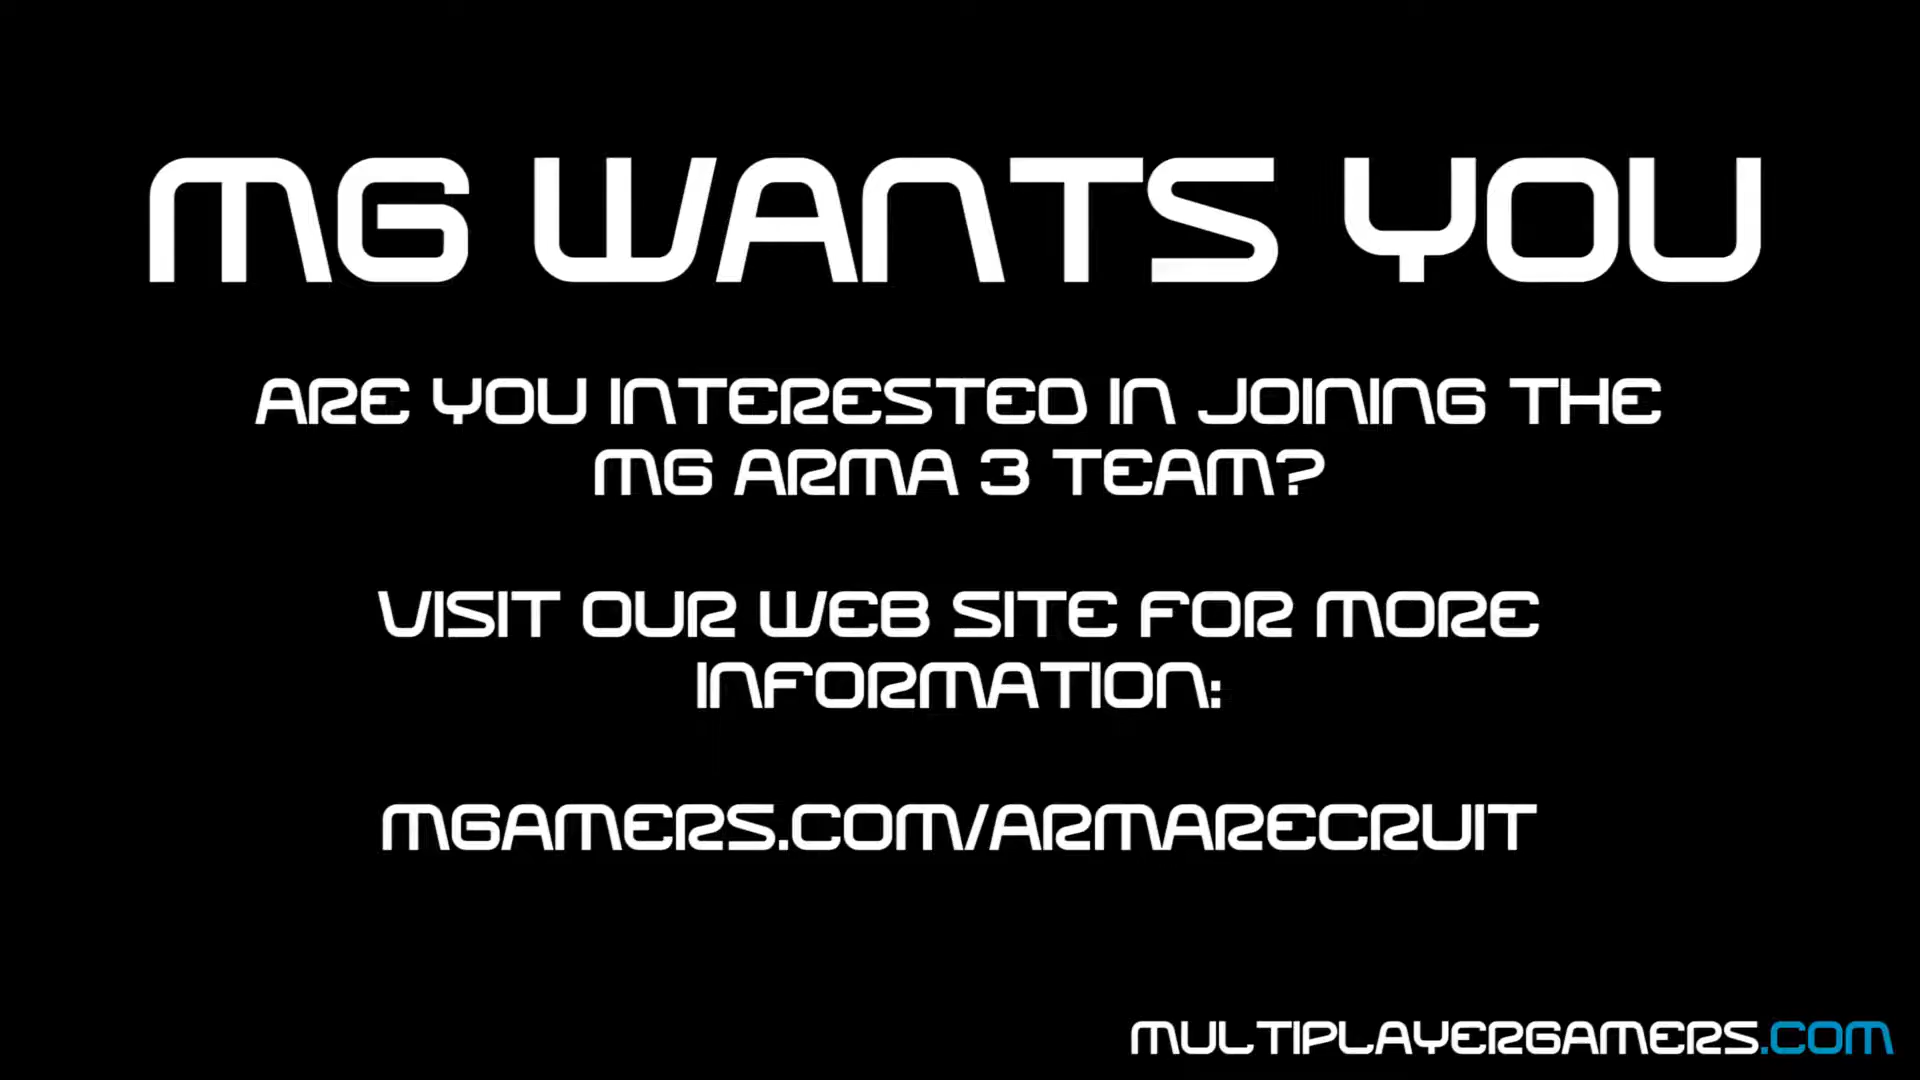 MG WANTS YOU
ARE YOU INTERESTED IN JOINING THE
MG ARMA 3 TEAM?
VISIT OUR WEB SITE FOR MORE
INFORMATION:
MGAMERS.COM/ARMARECRUIT
MULTIPLAYERGAMERS.COM